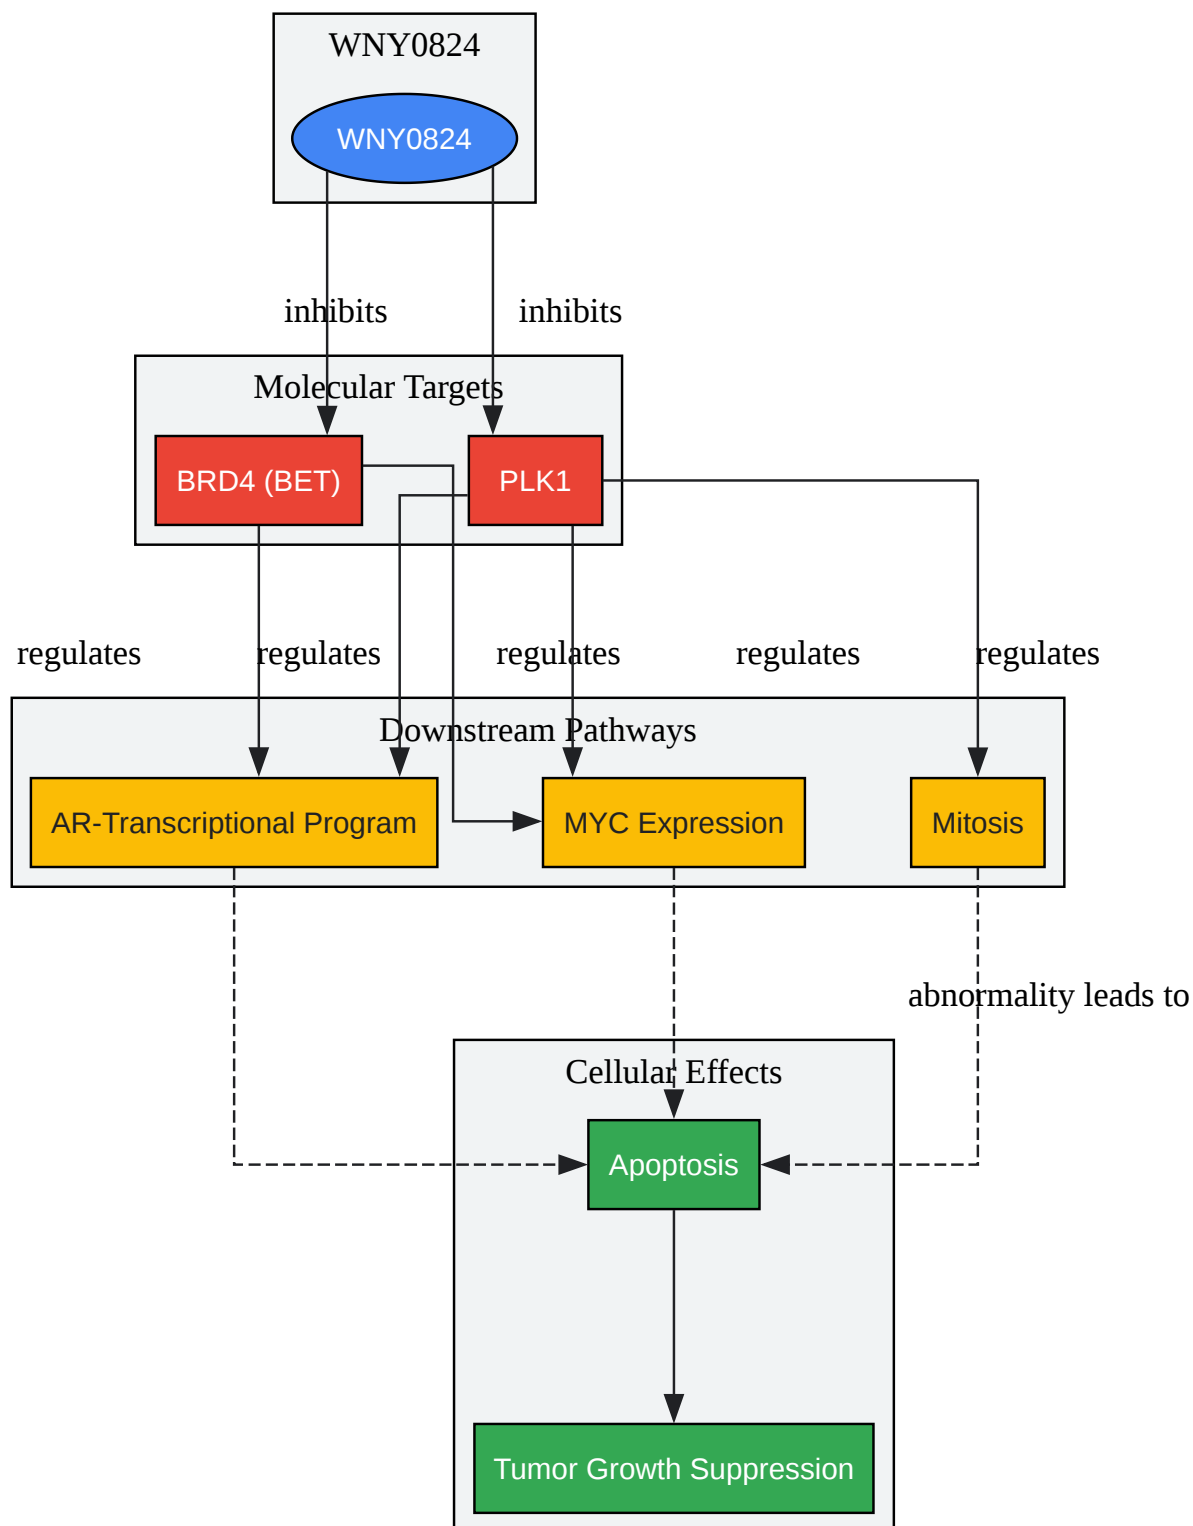 WNY0824
WNY0824
inhibits
inhibits
Molecular Targets
BRD4 (BET)
PLK1
regulates
regulates
regulates
regulates
regulates
Downstream Pathways
AR-Transcriptional Program
MYC Expression
Mitosis
abnormality leads to
Cellular Effects
Apoptosis
Tumor Growth Suppression